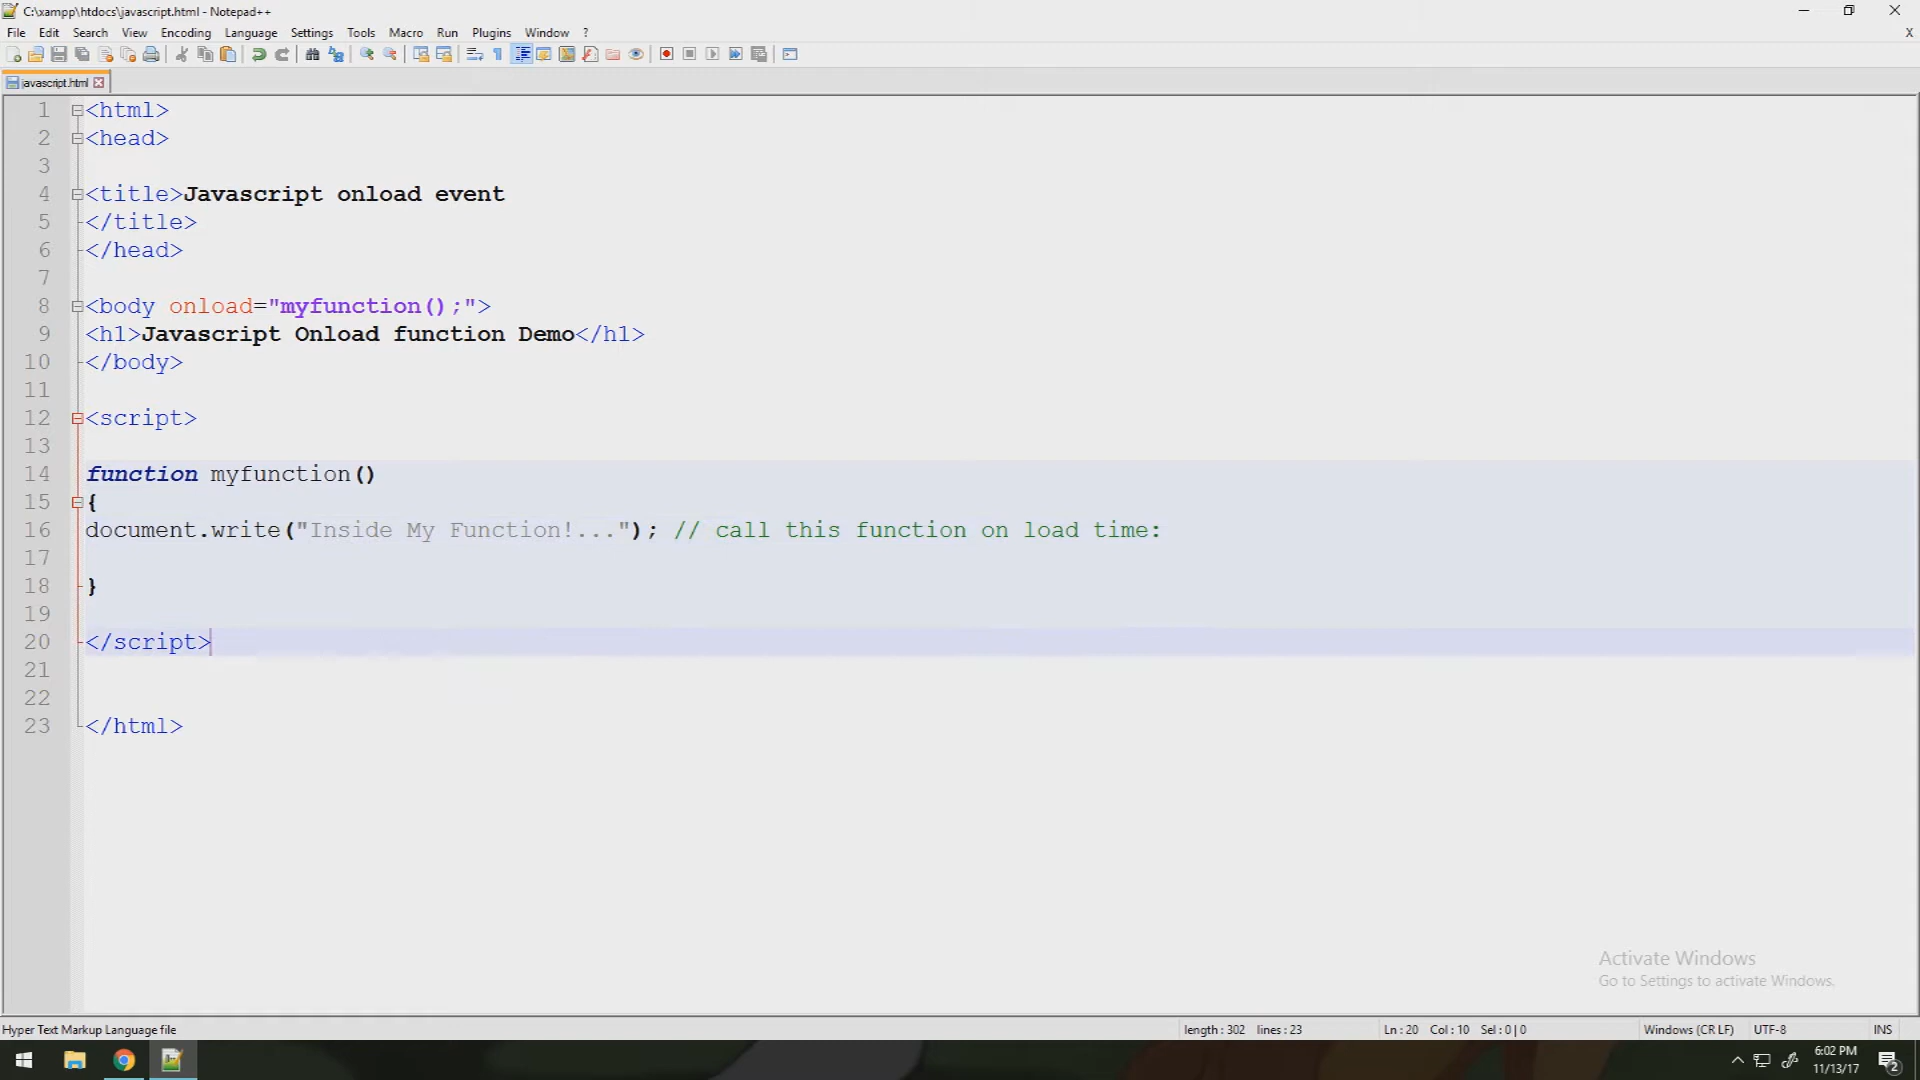 C:\xampp\htdocs\javascript.html - Notepad++
File Edit Search View Encoding Language Settings Tools Macro Run Plugins Window ? X
javascript.html
1 <html>
2 <head>
3
4 <title>Javascript onload event
5 </title>
6 </head>
7
8 <body onload="myfunction();">
9 <h1>Javascript Onload function Demo</h1>
10 </body>
11
12 <script>
13
14 function myfunction()
15 {
16 document.write("Inside My Function!..."); // call this function on load time:
17
18 }
19
20 </script>
21
22
23 </html>
Activate Windows
Go to Settings to activate Windows.
Hyper Text Markup Language file length : 302 lines : 23 Ln : 20 Col : 10 Sel : 0 | 0 Windows (CR LF) UTF-8 INS
6:02 PM
11/13/17
2